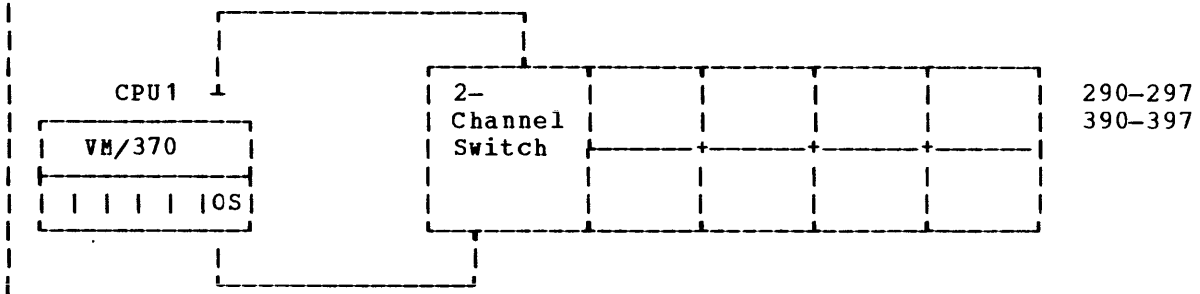 CPU1
VM/370
OS
2-
Channel
Switch
290-297
390-397